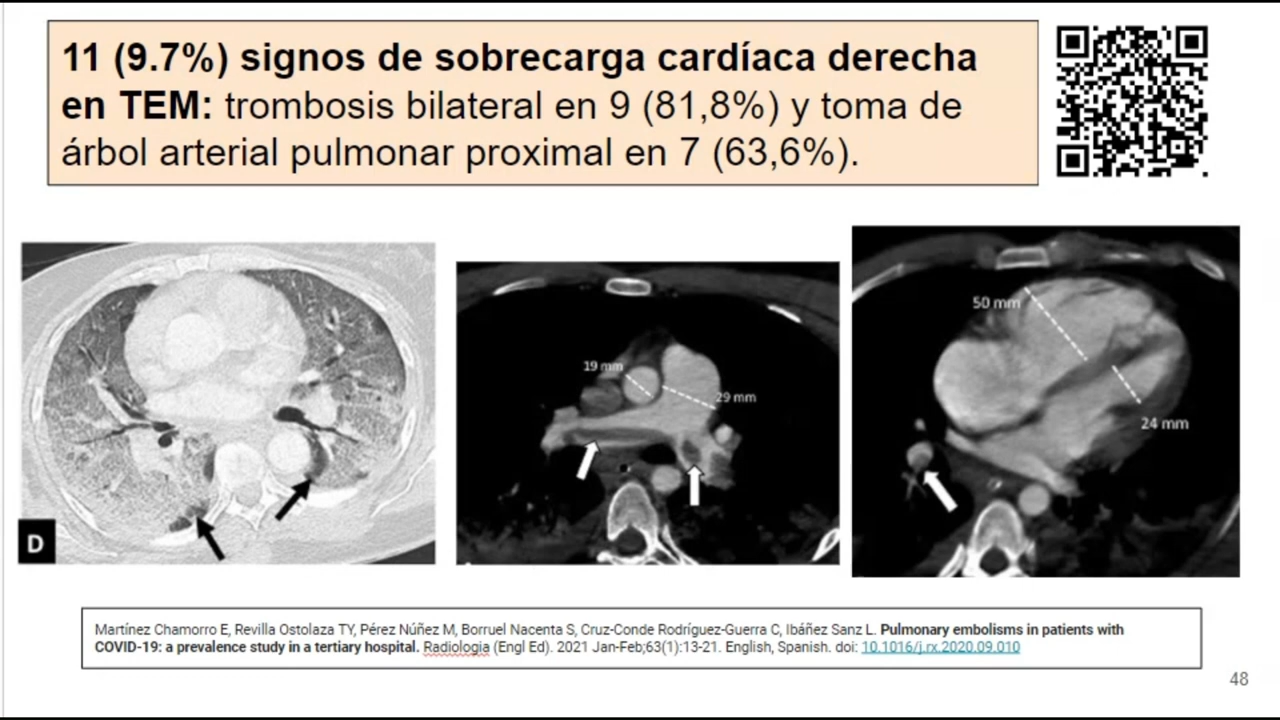 11 (9.7%) signos de sobrecarga cardíaca derecha
en TEM: trombosis bilateral en 9 (81,8%) y toma de
árbol arterial pulmonar proximal en 7 (63,6%).
D
19 mm
29 mm
50 mm
24 mm
Martínez Chamorro E, Revilla Ostolaza TY, Pérez Núñez M, Borruel Nacenta S, Cruz-Conde Rodríguez-Guerra C, Ibáñez Sanz L. Pulmonary embolisms in patients with
COVID-19: a prevalence study in a tertiary hospital. Radiologia (Engl Ed). 2021 Jan-Feb;63(1):13-21. English, Spanish. doi: 10.1016/j.rx.2020.09.010
48